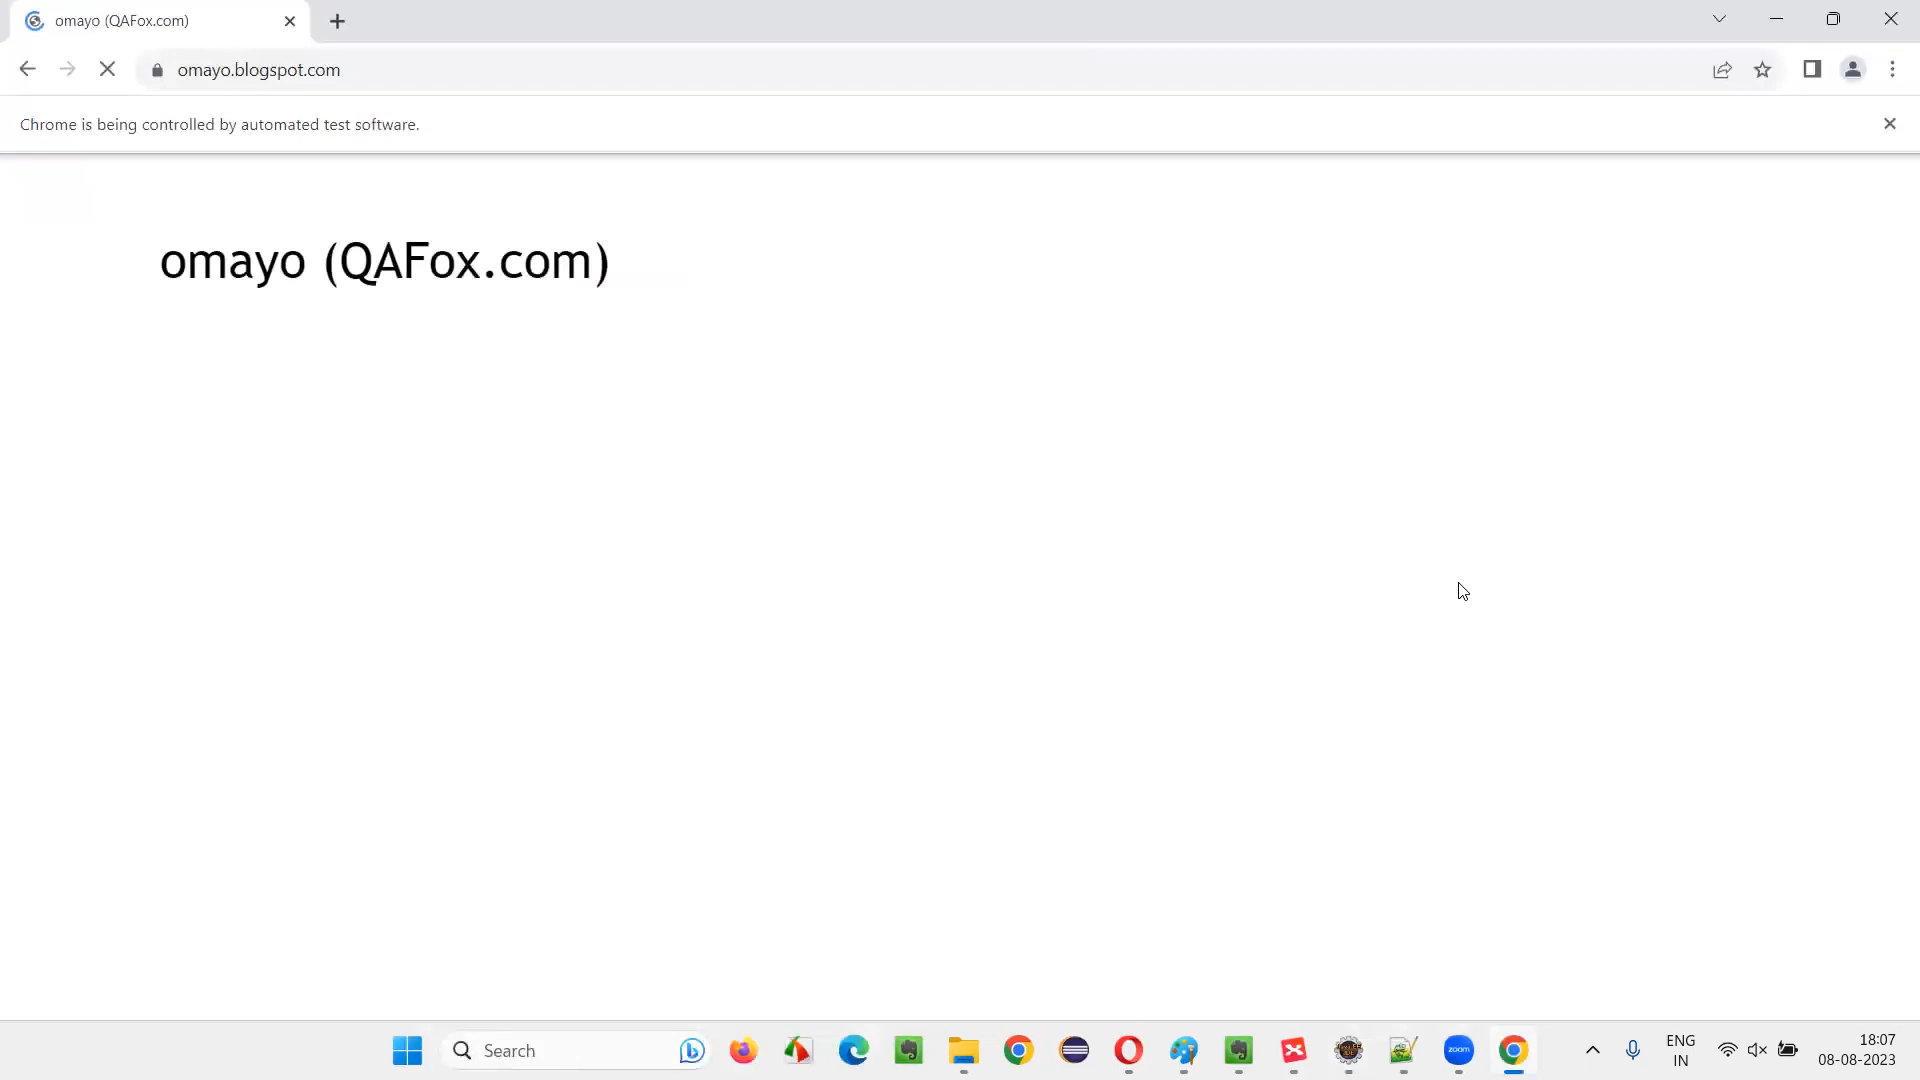 omayo (QAFox.com)
omayo.blogspot.com
Chrome is being controlled by automated test software.
omayo (QAFox.com)
Search
zoom
ENG
IN
18:07
08-08-2023